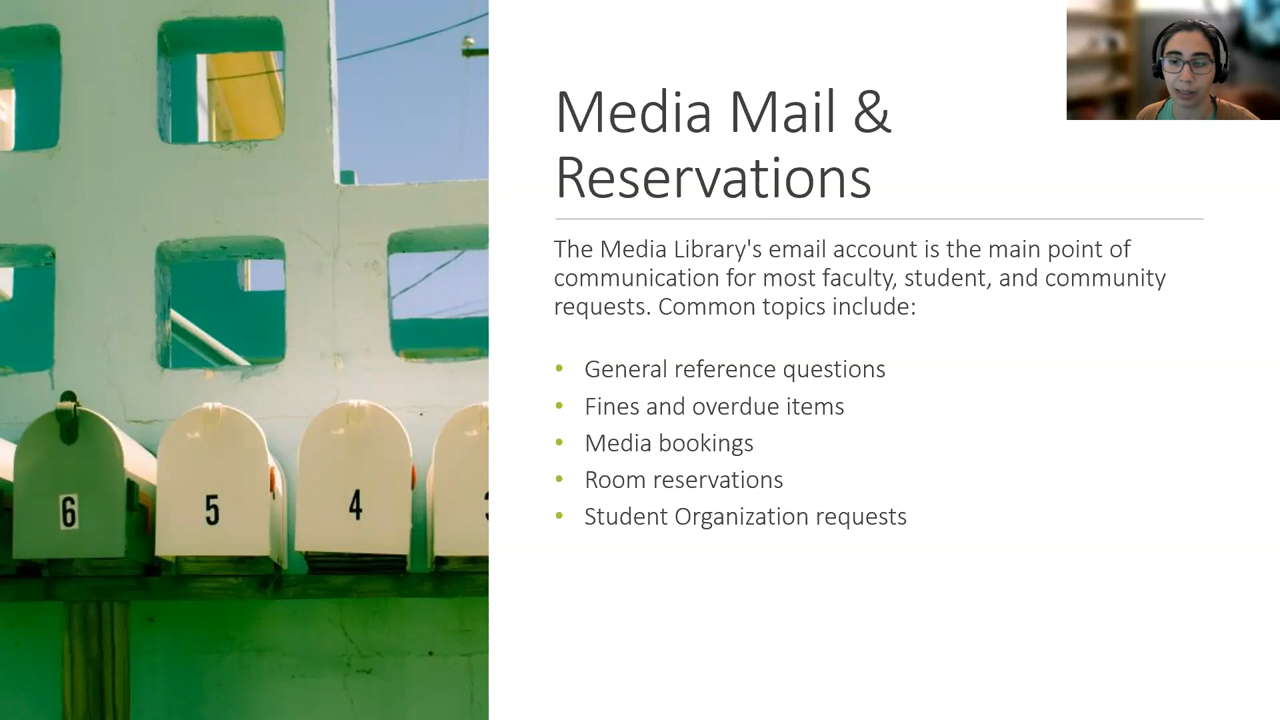 Media Mail &
Reservations
The Media Library's email account is the main point of
communication for most faculty, student, and community
requests. Common topics include:
• General reference questions
• Fines and overdue items
• Media bookings
• Room reservations
• Student Organization requests
6
5
4